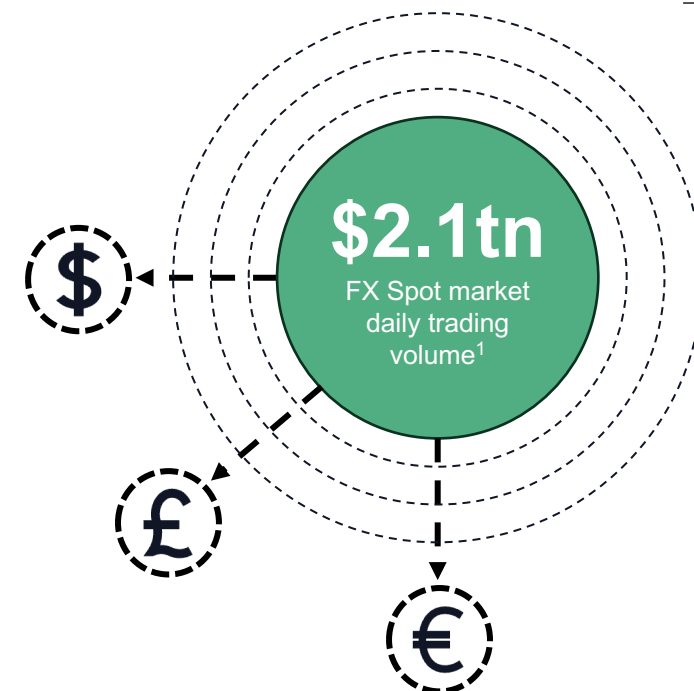 $2.1tn
FX Spot market
daily trading
volume1
$
£
€